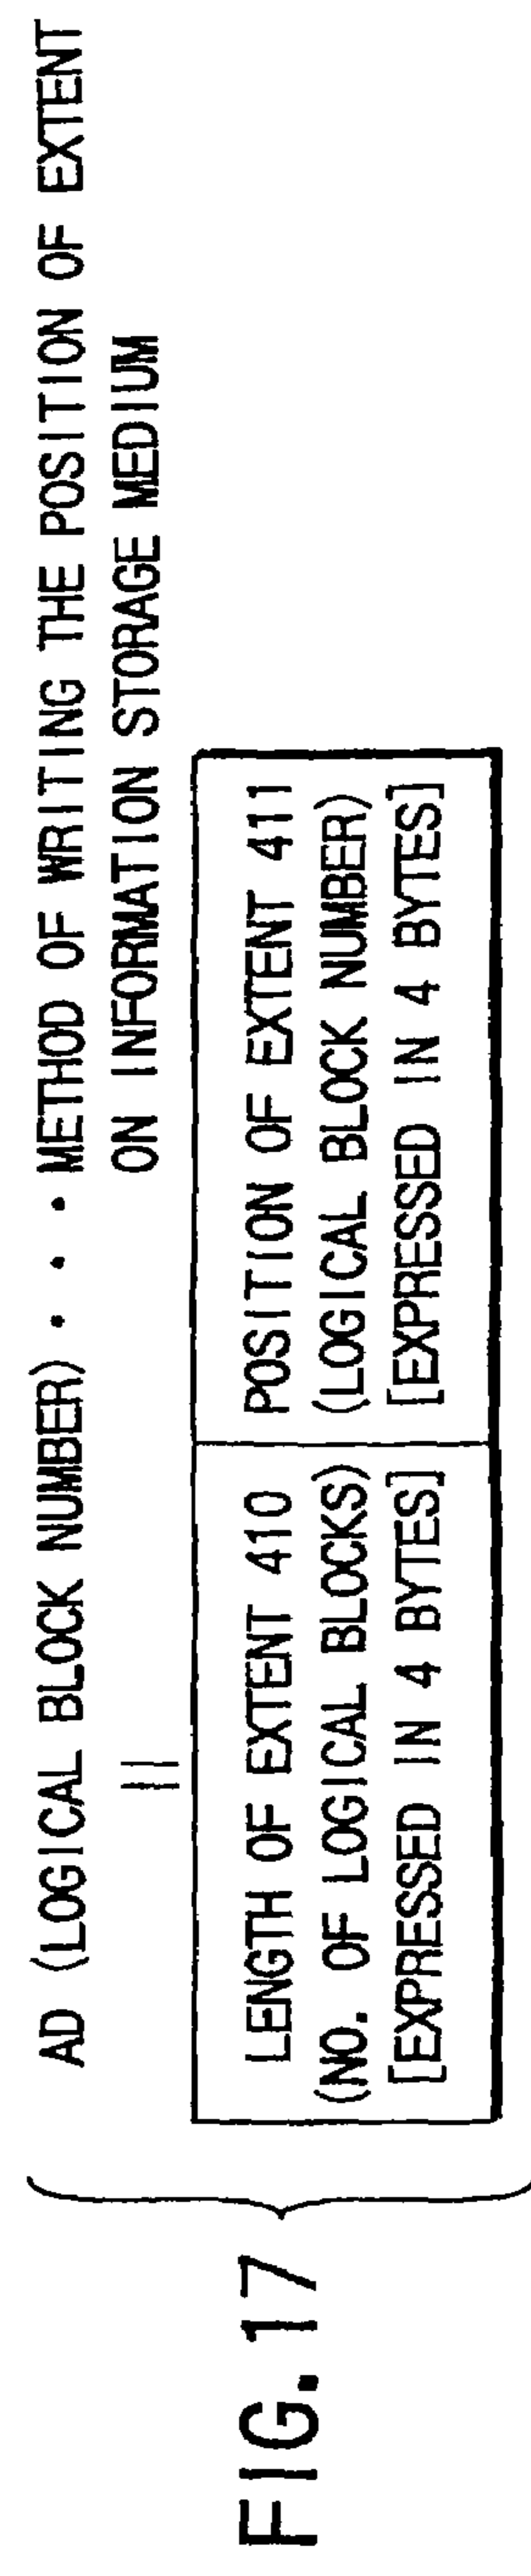 AD (LOGICAL BLOCK NUMBER) • • • METHOD OF WRITING THE POSITION OF EXTENT
ON INFORMATION STORAGE MEDIUM
||
LENGTH OF EXTENT 410
(NO. OF LOGICAL BLOCKS)
[EXPRESSED IN 4 BYTES]
POSITION OF EXTENT 411
(LOGICAL BLOCK NUMBER)
[EXPRESSED IN 4 BYTES]
FIG. 17